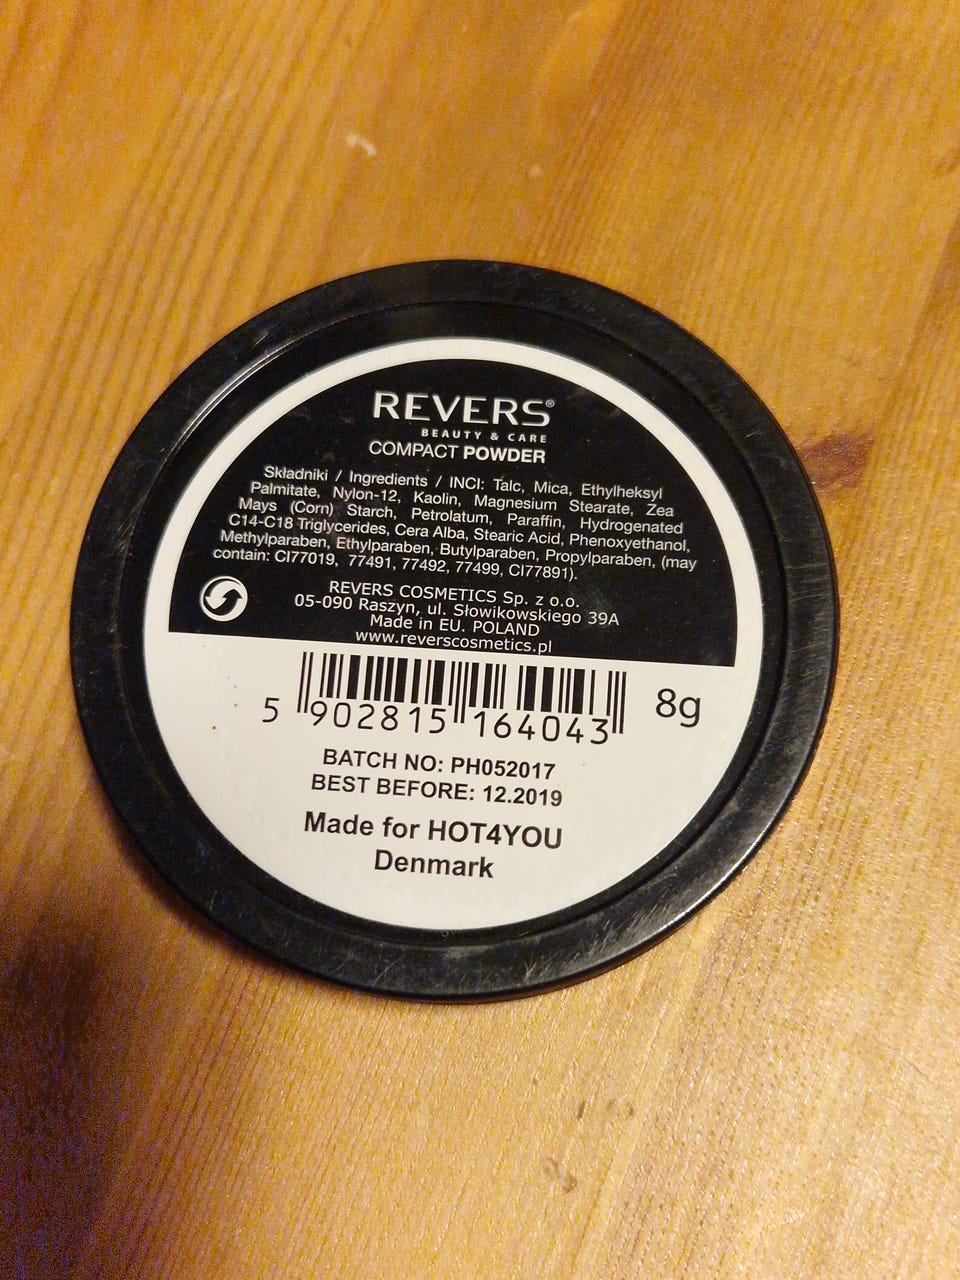 REVERS®
BEAUTY & CARE
COMPACT POWDER
Składniki / Ingredients / INCI: Talc, Mica, Ethylheksyl
Palmitate, Nylon-12, Kaolin, Magnesium Stearate, Zea
Mays (Corn) Starch, Petrolatum, Paraffin, Hydrogenated
C14-C18 Triglycerides, Cera Alba, Stearic Acid, Phenoxyethanol,
Methylparaben, Ethylparaben, Butylparaben, Propylparaben, (may
contain: CI77019, 77491, 77492, 77499, CI77891).
REVERS COSMETICS Sp. z o.o.
05-090 Raszyn, ul. Słowikowskiego 39A
Made in EU. POLAND
www.reverscosmetics.pl
5 902815 164043 8g
BATCH NO: PH052017
BEST BEFORE: 12.2019
Made for HOT4YOU
Denmark